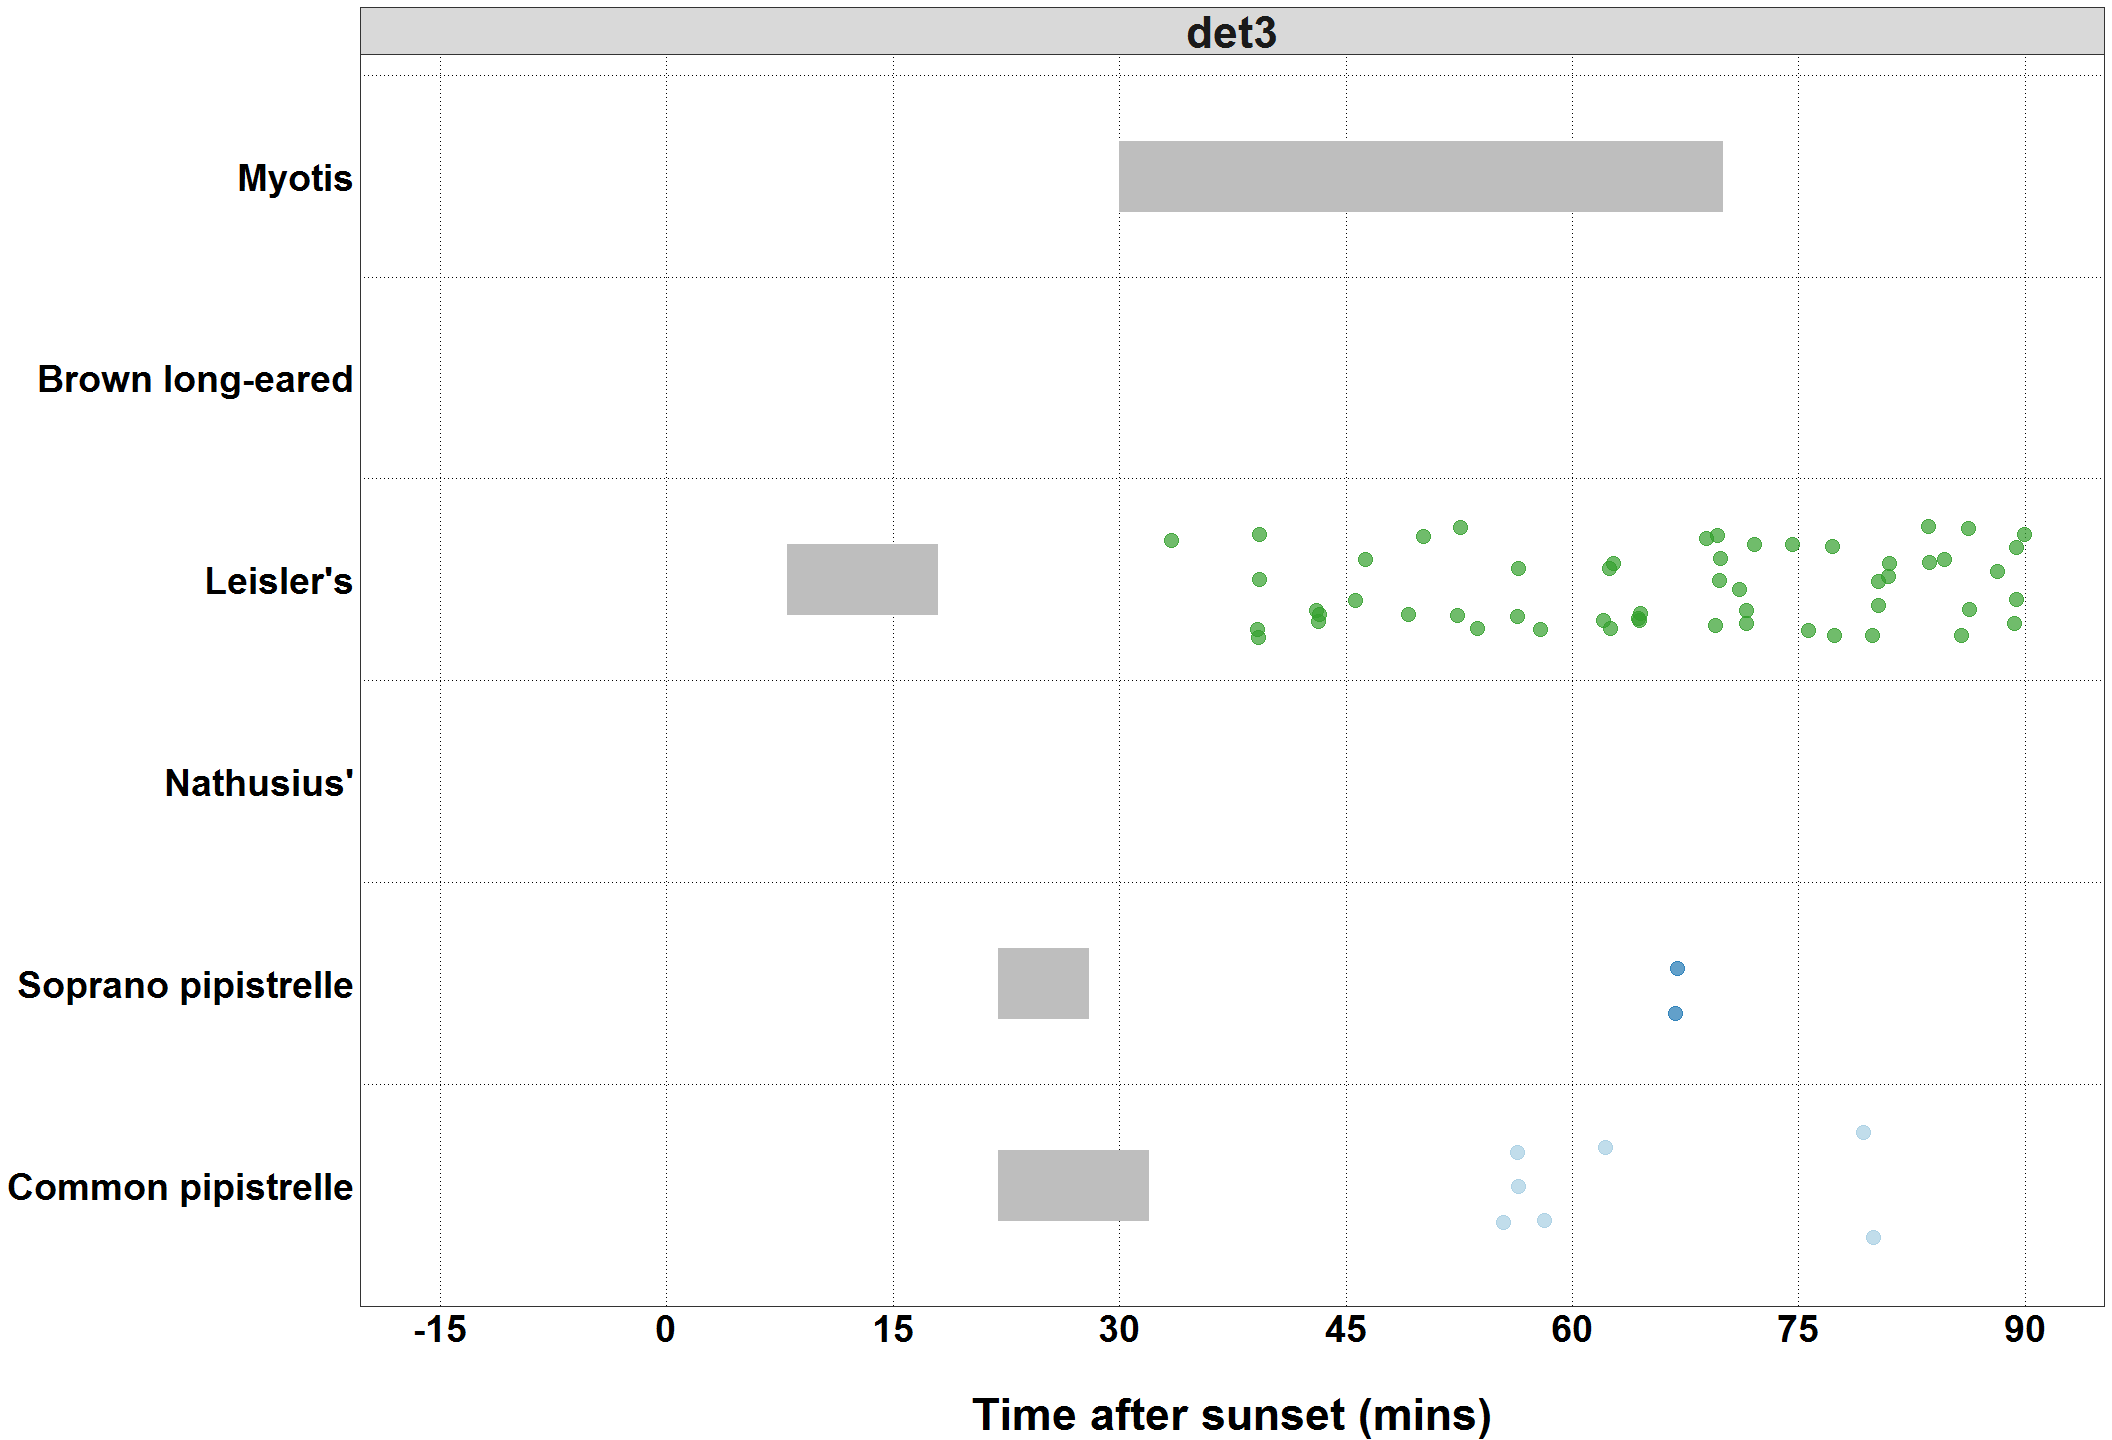 det3
Myotis
Brown long-eared
Leisler's
Nathusius'
Soprano pipistrelle
Common pipistrelle
-15 0 15 30 45 60 75 90
Time after sunset (mins)